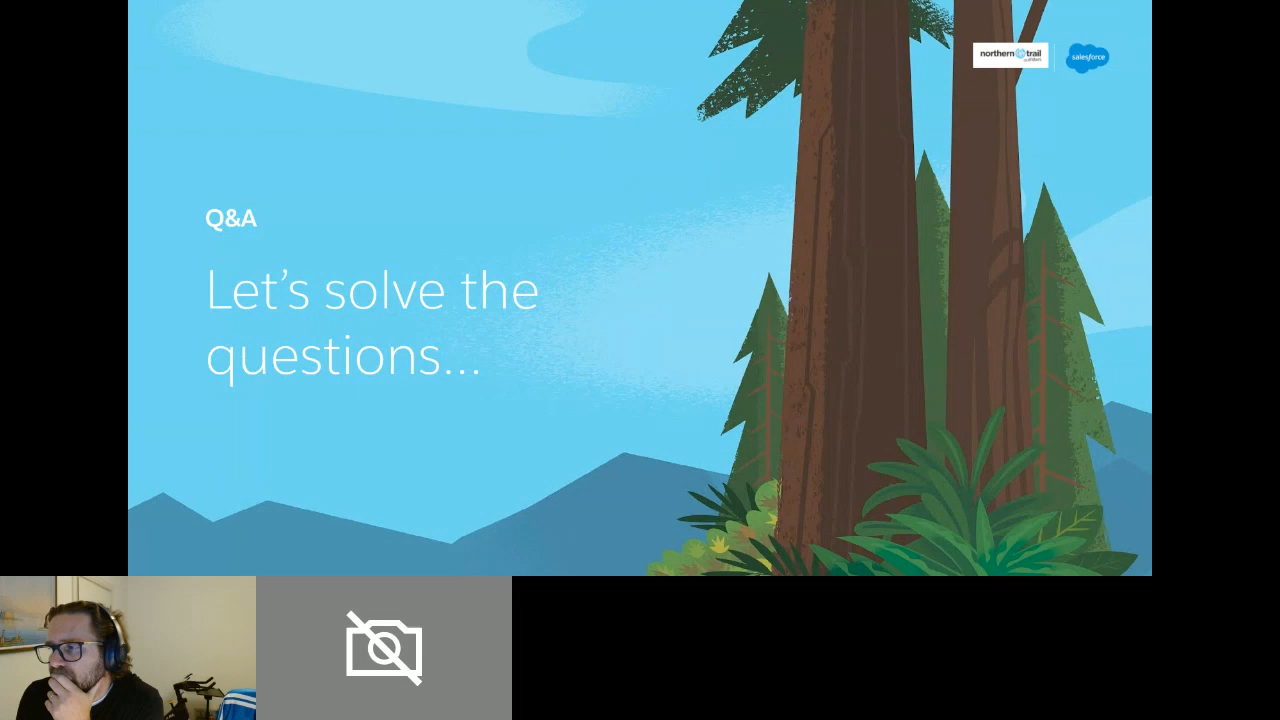 northern trail
salesforce
Q&A
Let's solve the
questions...